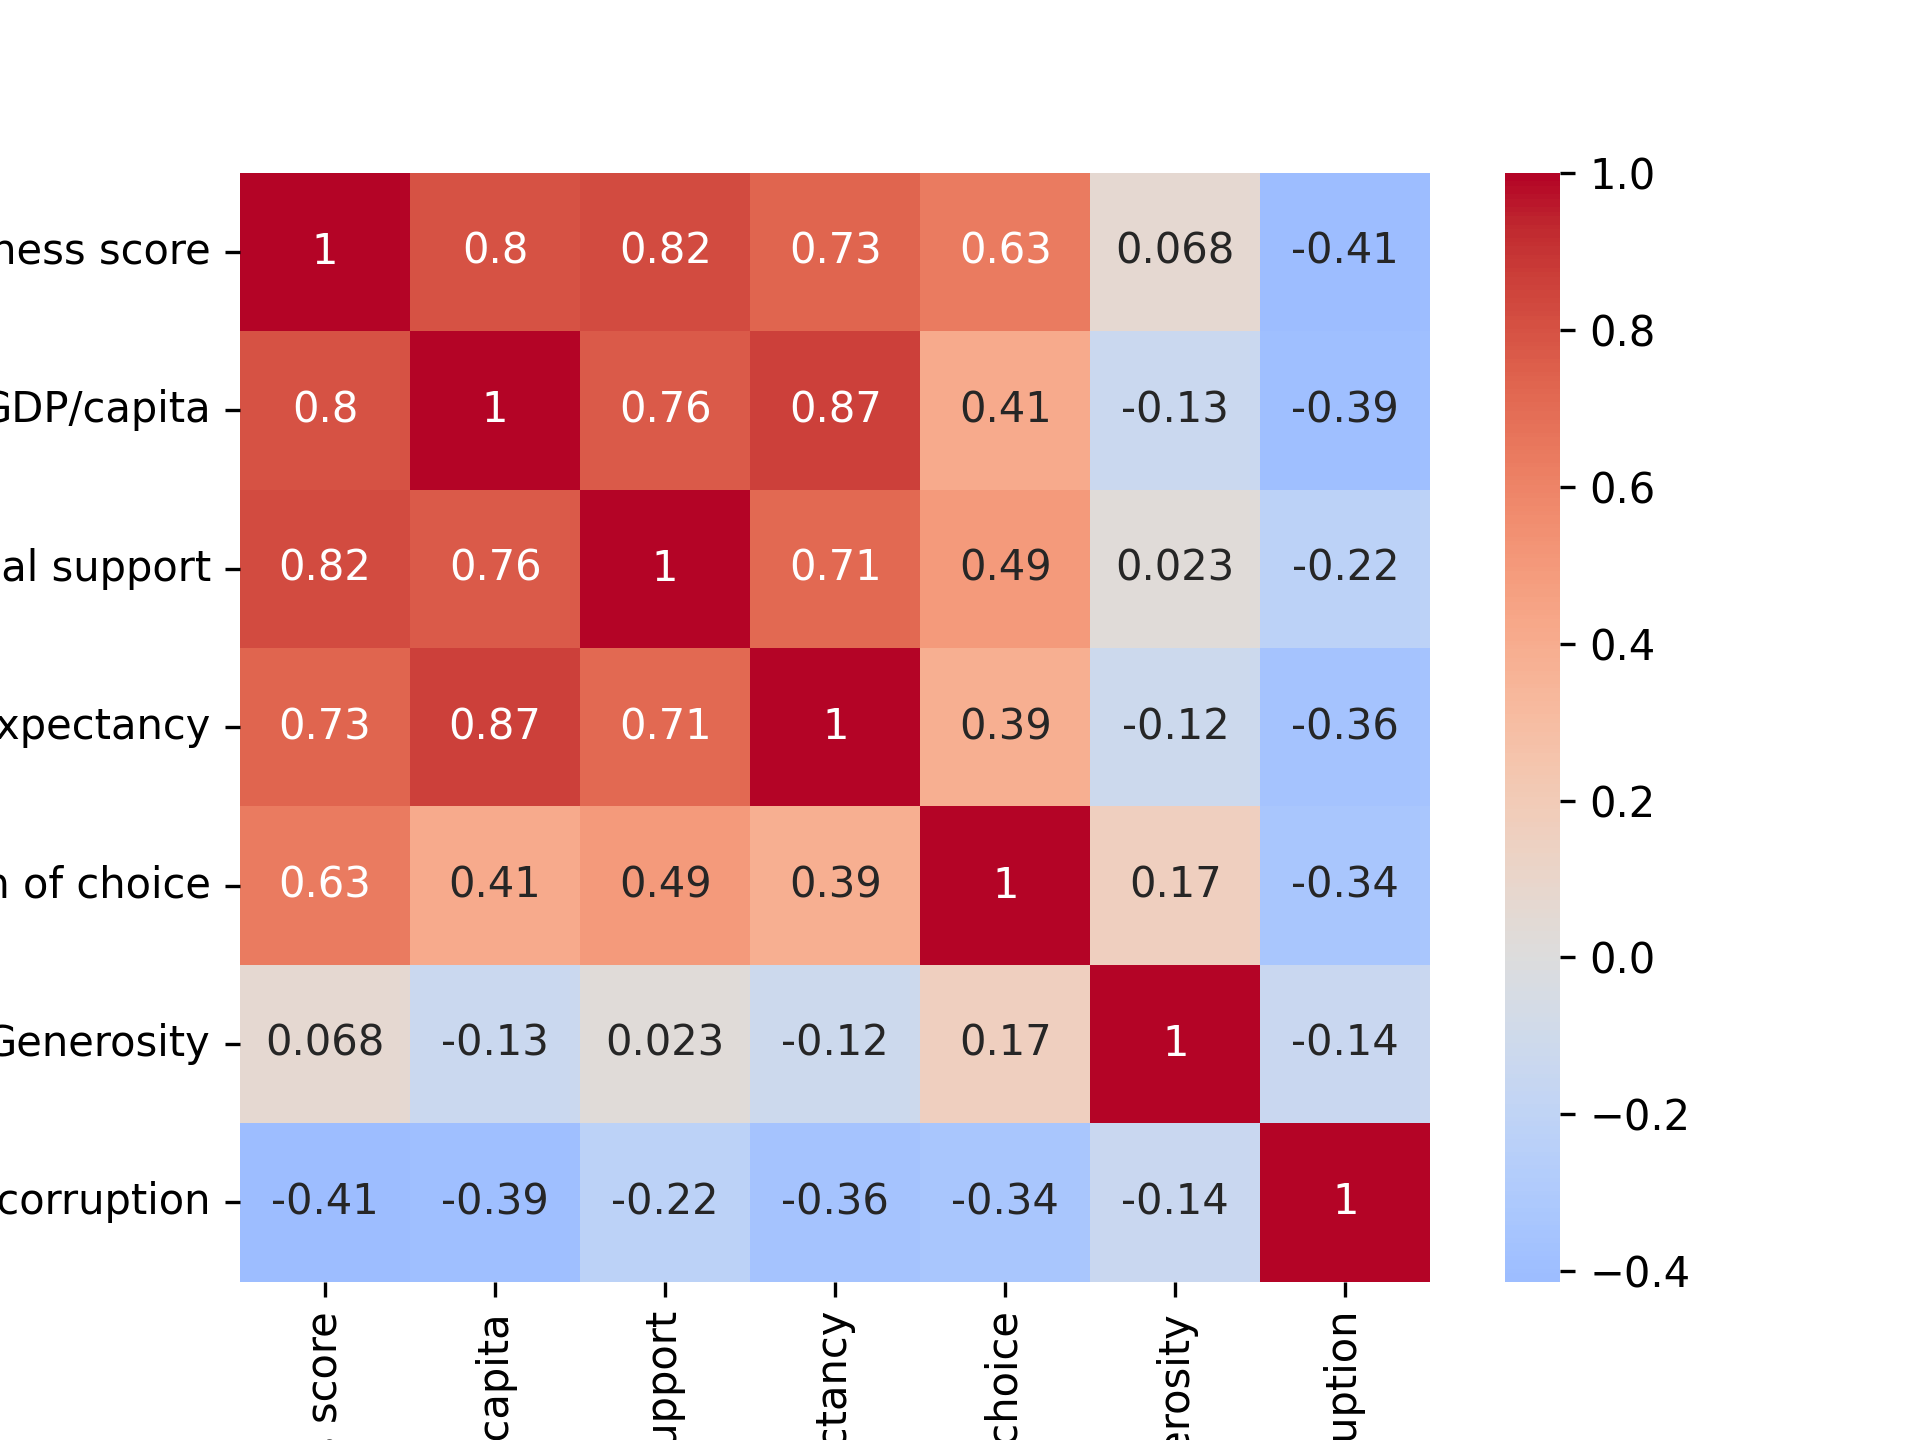 1.0
ness score 1 0.8 0.82 0.73 0.63 0.068 -0.41
0.8
GDP/capita 0.8 1 0.76 0.87 0.41 -0.13 -0.39
0.6
al support 0.82 0.76 1 0.71 0.49 0.023 -0.22
0.4
xpectancy 0.73 0.87 0.71 1 0.39 -0.12 -0.36
0.2
n of choice 0.63 0.41 0.49 0.39 1 0.17 -0.34
0.0
Generosity 0.068 -0.13 0.023 -0.12 0.17 1 -0.14
−0.2
corruption -0.41 -0.39 -0.22 -0.36 -0.34 -0.14 1
−0.4
score
capita
upport
ctancy
choice
erosity
uption